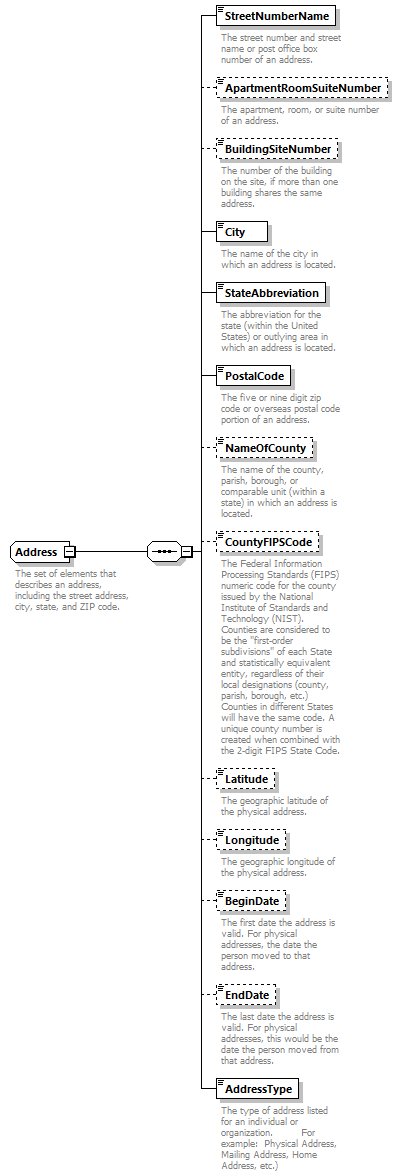 StreetNumberName
The street number and street
name or post office box
number of an address.
ApartmentRoomSuiteNumber
The apartment, room, or suite number
of an address.
BuildingSiteNumber
The number of the building
on the site, if more than one
building shares the same
address.
City
The name of the city in
which an address is located.
StateAbbreviation
The abbreviation for the
state (within the United
States) or outlying area in
which an address is located.
PostalCode
The five or nine digit zip
code or overseas postal code
portion of an address.
NameOfCounty
The name of the county,
parish, borough, or
comparable unit (within a
state) in which an address is
located.
Address
The set of elements that
describes an address,
including the street address,
city, state, and ZIP code.
CountyFIPSCode
The Federal Information
Processing Standards (FIPS)
numeric code for the county
issued by the National
Institute of Standards and
Technology (NIST).
Counties are considered to
be the "first-order
subdivisions" of each State
and statistically equivalent
entity, regardless of their
local designations (county,
parish, borough, etc.)
Counties in different States
will have the same code. A
unique county number is
created when combined with
the 2-digit FIPS State Code.
Latitude
The geographic latitude of
the physical address.
Longitude
The geographic longitude of
the physical address.
BeginDate
The first date the address is
valid. For physical
addresses, the date the
person moved to that
address.
EndDate
The last date the address is
valid. For physical
addresses, this would be the
date the person moved from
that address.
AddressType
The type of address listed
for an individual or
organization. For
example: Physical Address,
Mailing Address, Home
Address, etc.)